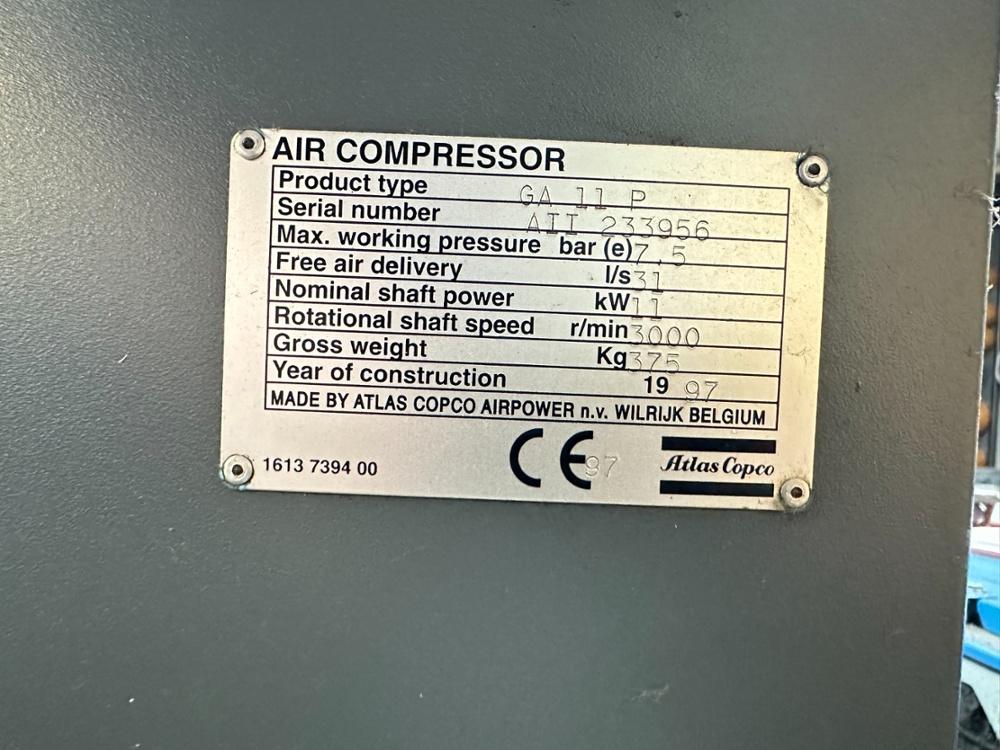 AIR COMPRESSOR
Product type GA 11 P
Serial number AII 233956
Max. working pressure bar (e) 7.5
Free air delivery l/s 31
Nominal shaft power kW 11
Rotational shaft speed r/min 3000
Gross weight Kg 375
Year of construction 19 97
MADE BY ATLAS COPCO AIRPOWER n.v. WILRIJK BELGIUM
1613 7394 00 CE 97 Atlas Copco